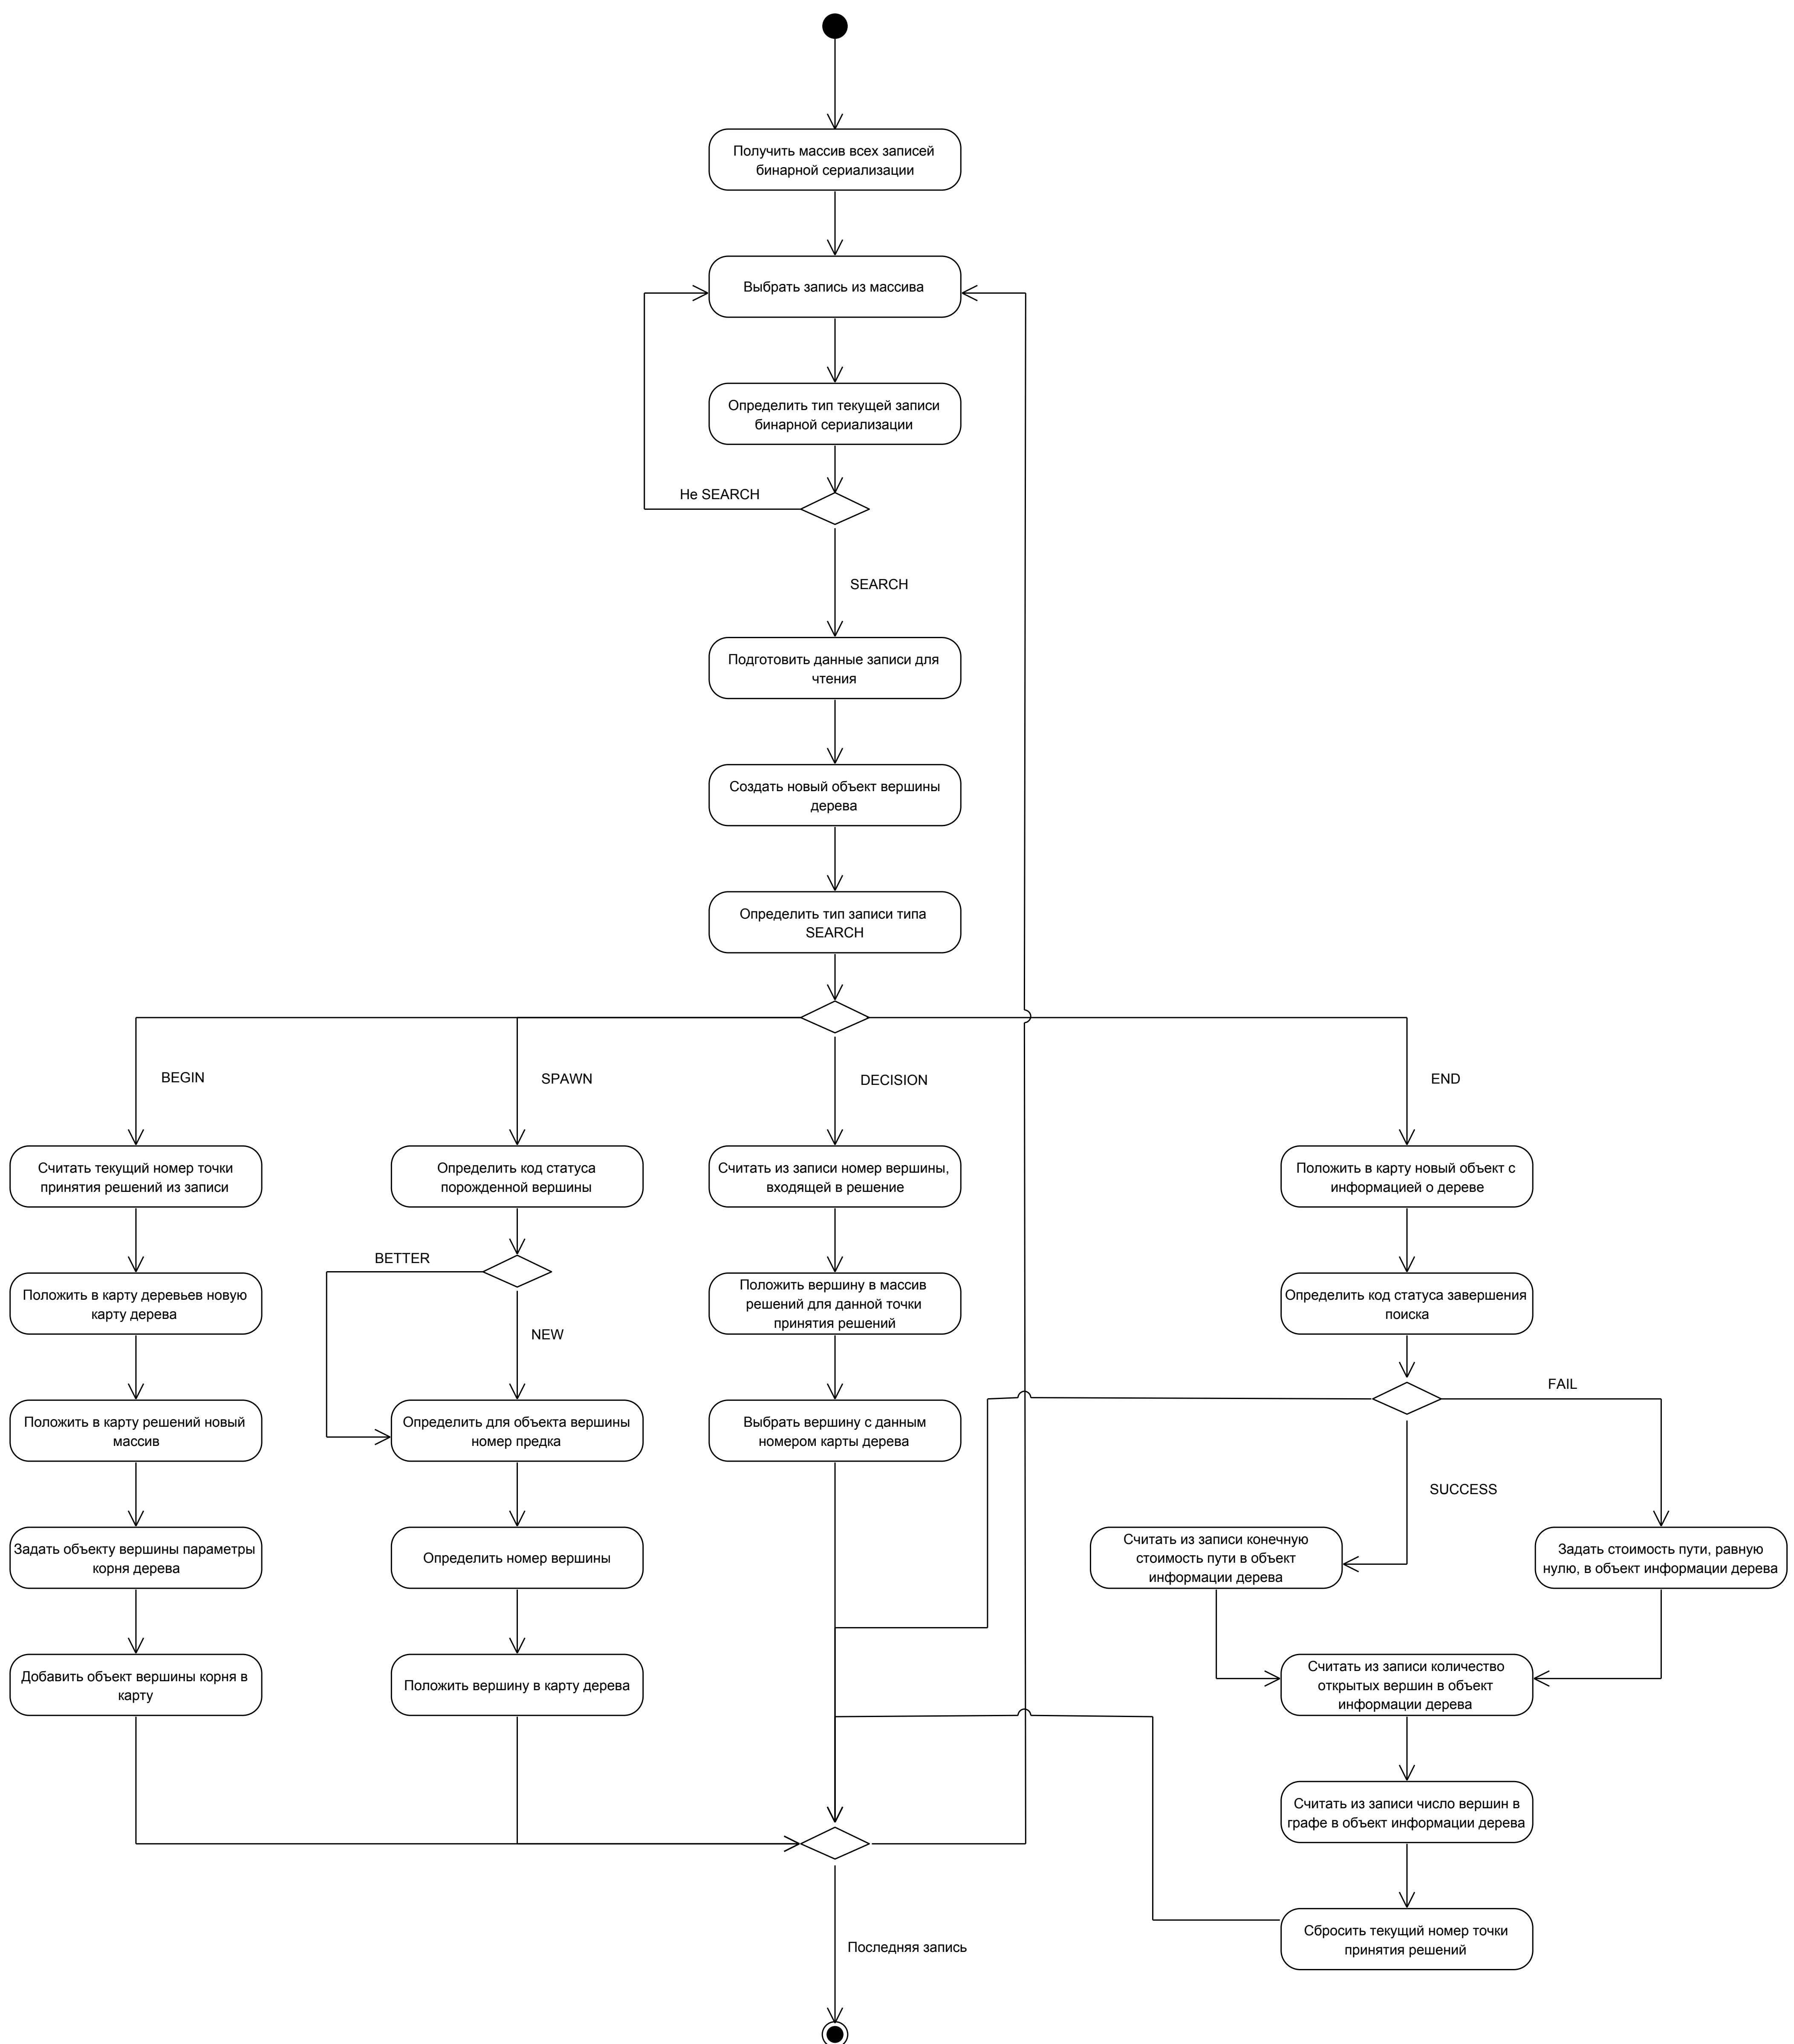 Получить массив всех записей
бинарной сериализации
Выбрать запись из массива
Определить тип текущей записи
бинарной сериализации
Не SEARCH
SEARCH
Подготовить данные записи для
чтения
Создать новый объект вершины
дерева
Определить тип записи типа
SEARCH
BEGIN
SPAWN
DECISION
END
Считать текущий номер точки
принятия решений из записи
Определить код статуса
порожденной вершины
Считать из записи номер вершины,
входящей в решение
Положить в карту новый объект с
информацией о дереве
BETTER
NEW
Положить в карту деревьев новую
карту дерева
Положить вершину в массив
решений для данной точки
принятия решений
Определить код статуса завершения
поиска
FAIL
SUCCESS
Положить в карту решений новый
массив
Определить для объекта вершины
номер предка
Выбрать вершину с данным
номером карты дерева
Задать объекту вершины параметры
корня дерева
Определить номер вершины
Считать из записи конечную
стоимость пути в объект
информации дерева
Задать стоимость пути, равную
нулю, в объект информации дерева
Добавить объект вершины корня в
карту
Положить вершину в карту дерева
Считать из записи количество
открытых вершин в объект
информации дерева
Считать из записи число вершин в
графе в объект информации дерева
Последняя запись
Сбросить текущий номер точки
принятия решений